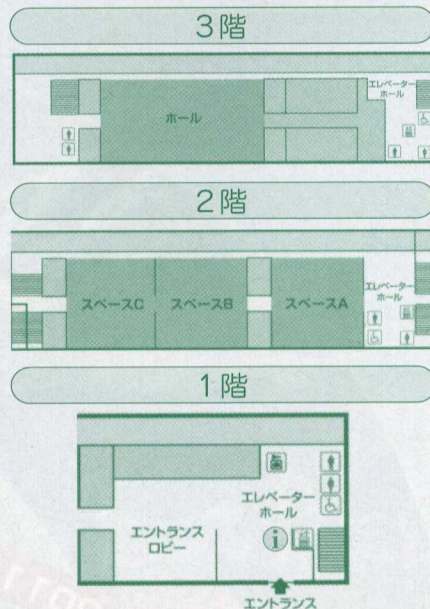 3階
エレベーター
ホール
ホール
2階
スペースC
スペースB
スペースA
エレベーター
ホール
1階
エレベーター
ホール
エントランス
ロビー
i
エントランス